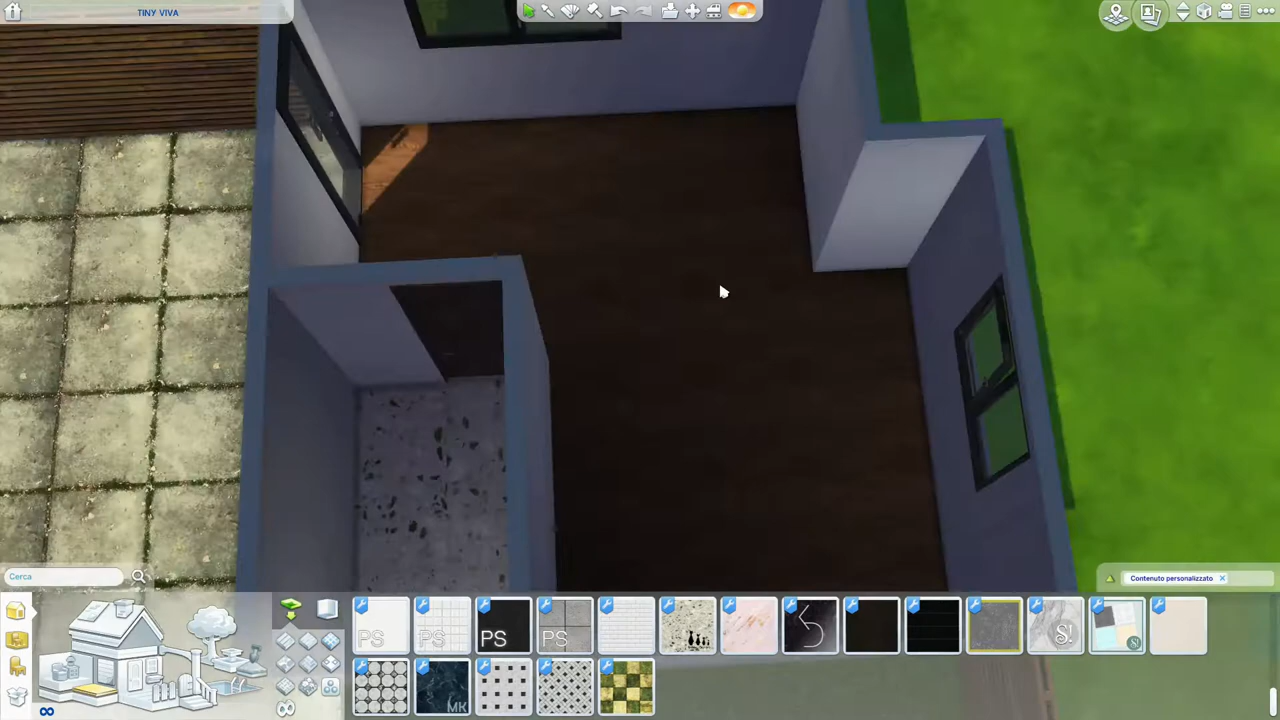 TINY VIVA
Cerca
Contenuto personalizzato
PS
PS
PS
PS
S!
S
MK